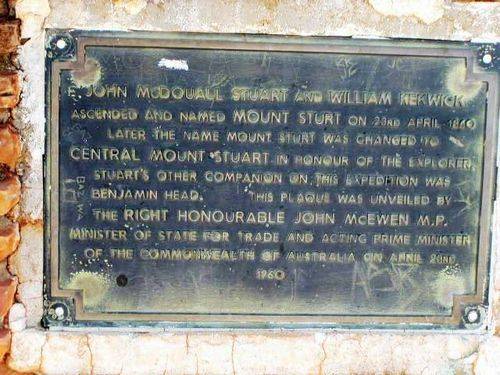 JOHN McDOUALL STUART AND WILLIAM KEKWICK
ASCENDED AND NAMED MOUNT STURT ON 23RD APRIL 1860
LATER THE NAME MOUNT STURT WAS CHANGED TO
CENTRAL MOUNT STUART IN HONOUR OF THE EXPLORER.
STUART'S OTHER COMPANION ON THIS EXPEDITION WAS
BENJAMIN HEAD. THIS PLAQUE WAS UNVEILED BY
THE RIGHT HONOURABLE JOHN McEWEN M.P.
MINISTER OF STATE FOR TRADE AND ACTING PRIME MINISTER
OF THE COMMONWEALTH OF AUSTRALIA ON APRIL 23RD
1960